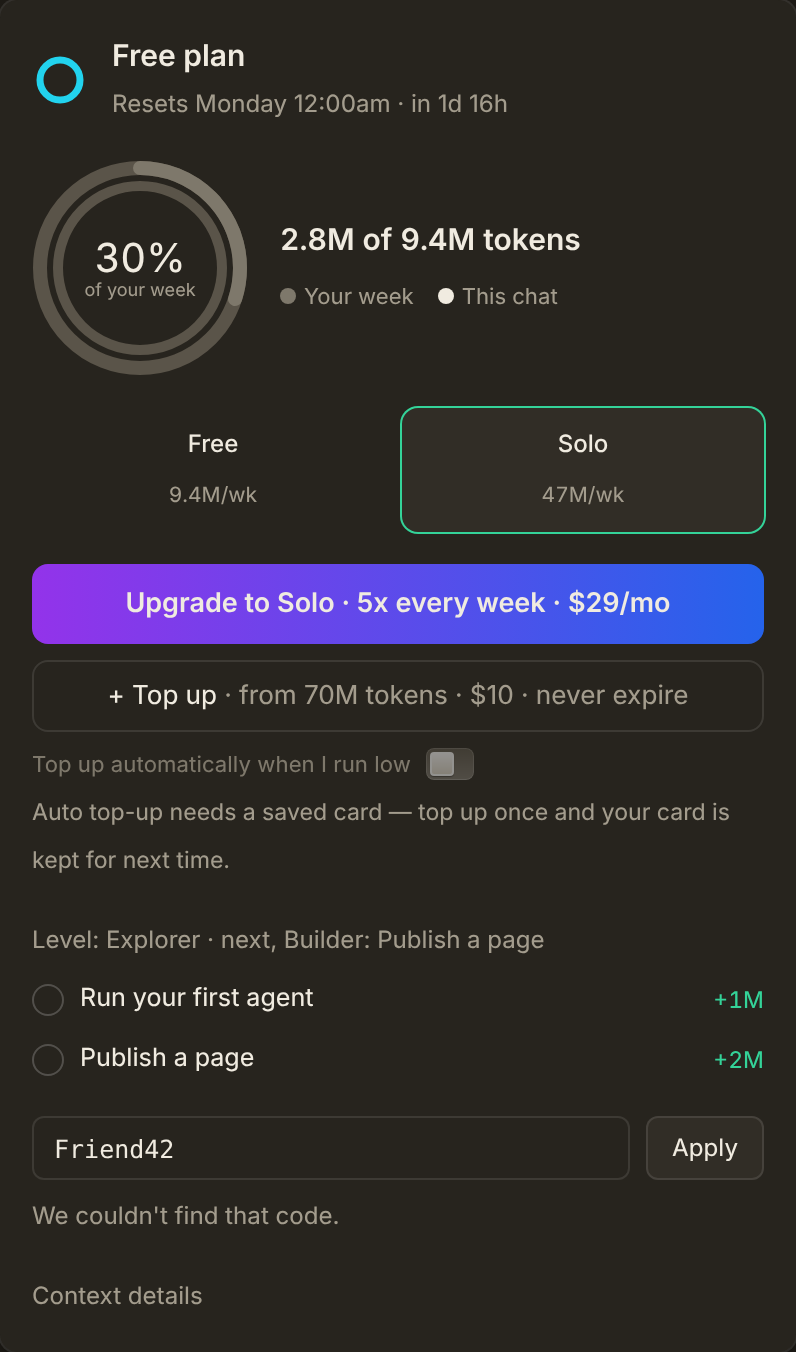 Free plan
Resets Monday 12:00am · in 1d 16h
30%
of your week
2.8M of 9.4M tokens
Your week This chat
Free
9.4M/wk
Solo
47M/wk
Upgrade to Solo · 5x every week · $29/mo
+ Top up · from 70M tokens · $10 · never expire
Top up automatically when I run low
Auto top-up needs a saved card — top up once and your card is
kept for next time.
Level: Explorer · next, Builder: Publish a page
Run your first agent +1M
Publish a page +2M
Friend42 Apply
We couldn't find that code.
Context details